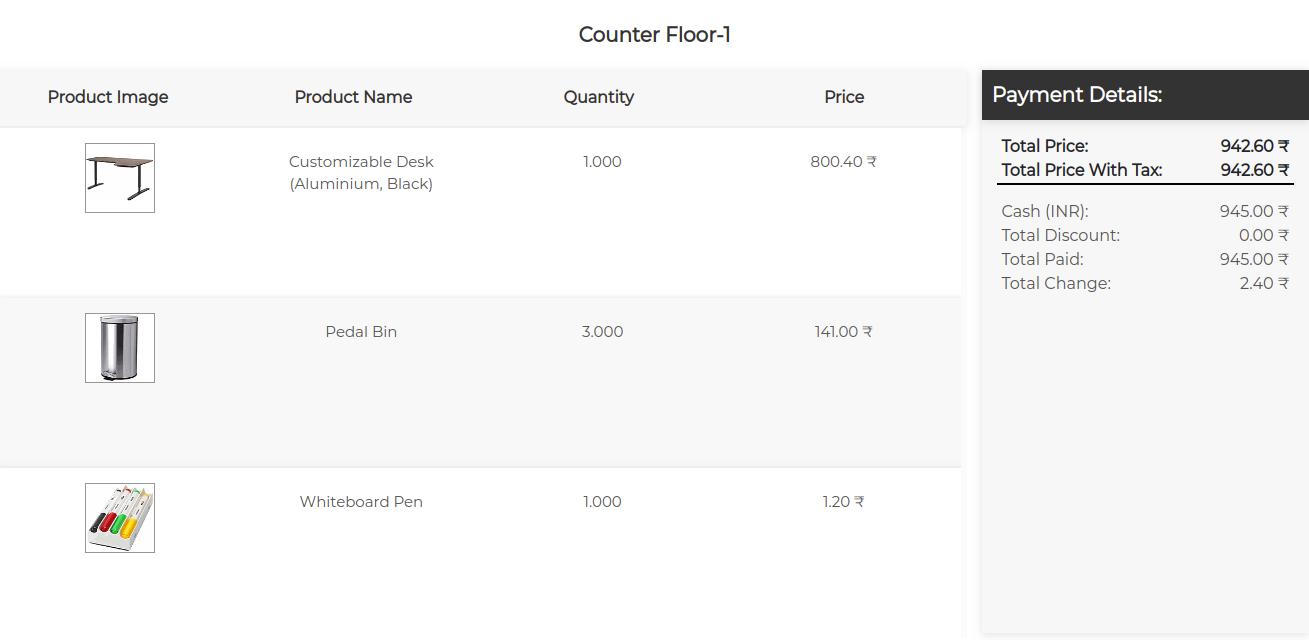 Counter Floor-1
Product Image Product Name Quantity Price
Customizable Desk 1.000 800.40 ₹
(Aluminium, Black)
Pedal Bin 3.000 141.00 ₹
Whiteboard Pen 1.000 1.20 ₹
Payment Details:
Total Price: 942.60 ₹
Total Price With Tax: 942.60 ₹
Cash (INR): 945.00 ₹
Total Discount: 0.00 ₹
Total Paid: 945.00 ₹
Total Change: 2.40 ₹